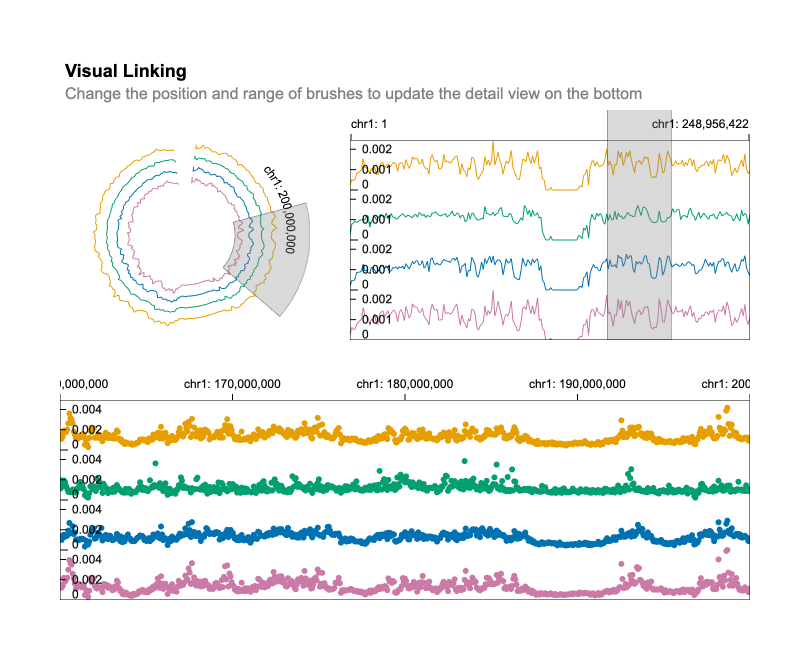 Visual Linking
Change the position and range of brushes to update the detail view on the bottom
chr1: 200,000,000
chr1: 1
chr1: 248,956,422
0.002
0.001
0
0.002
0.001
0
0.002
0.001
0
0.002
0.001
0
0,000,000
chr1: 170,000,000
chr1: 180,000,000
chr1: 190,000,000
chr1: 200
0.004
0.002
0
0.004
0.002
0
0.004
0.002
0
0.004
0.002
0